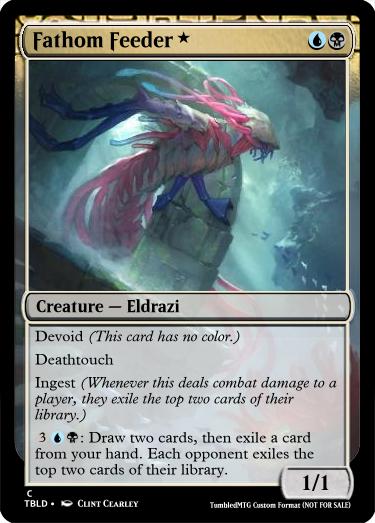 Fathom Feeder ★
Creature — Eldrazi
Devoid (This card has no color.)
Deathtouch
Ingest (Whenever this deals combat damage to a
player, they exile the top two cards of their
library.)
3 : Draw two cards, then exile a card
from your hand. Each opponent exiles the
top two cards of their library.
1/1
C
TBLD • Clint Cearley
TumbledMTG Custom Format (NOT FOR SALE)